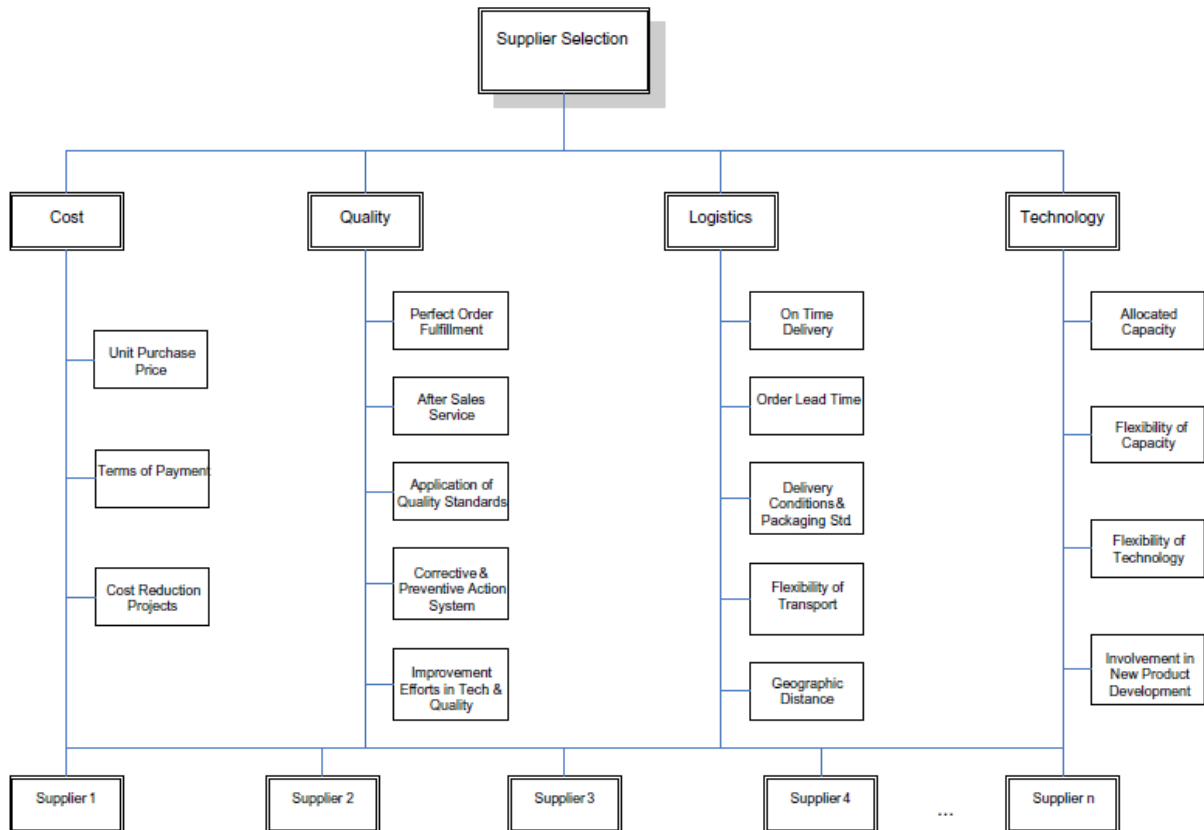 Supplier Selection
Cost
Quality
Logistics
Technology
Unit Purchase
Price
Terms of Payment
Cost Reduction
Projects
Perfect Order
Fulfillment
After Sales
Service
Application of
Quality Standards
Corrective &
Preventive Action
System
Improvement
Efforts in Tech &
Quality
On Time
Delivery
Order Lead Time
Delivery
Conditions &
Packaging Std.
Flexibility of
Transport
Geographic
Distance
Allocated
Capacity
Flexibility of
Capacity
Flexibility of
Technology
Involvement in
New Product
Development
Supplier 1
Supplier 2
Supplier 3
Supplier 4
...
Supplier n